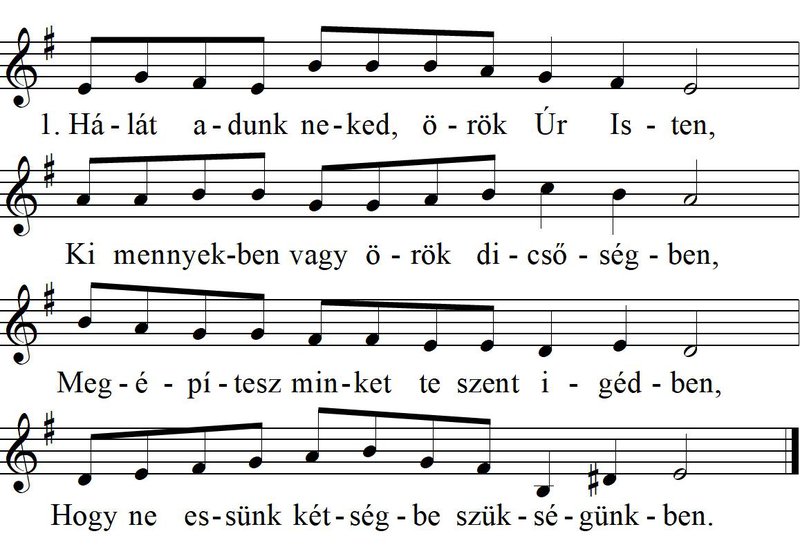 1. Há - lát a - dunk ne - ked, ö - rök Úr Is - ten,
Ki mennyek-ben vagy ö - rök di - cső - ség - ben,
Meg - é - pí - tesz min - ket te szent i - géd - ben,
Hogy ne es - sünk két - ség - be szük - sé - günk - ben.